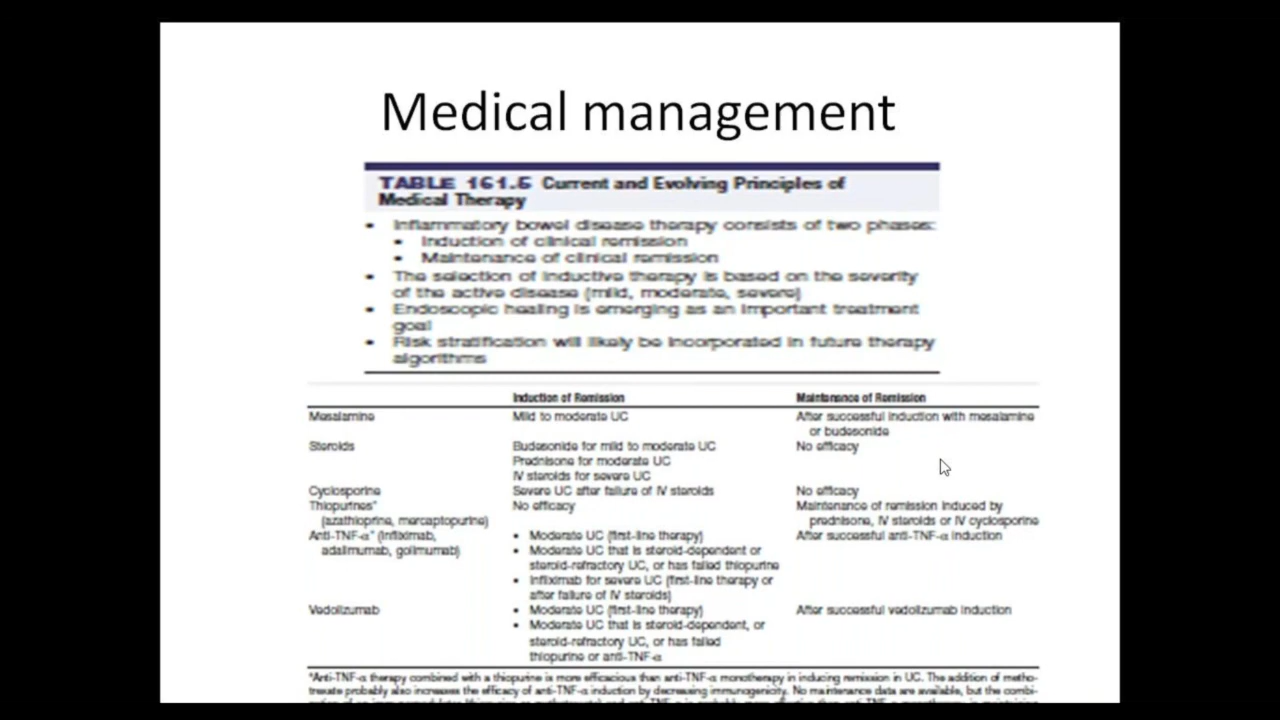 Medical management
TABLE 161.5 Current and Evolving Principles of
Medical Therapy
• Inflammatory bowel disease therapy consists of two phases:
• Induction of clinical remission
• Maintenance of clinical remission
• The selection of inductive therapy is based on the severity
of the active disease (mild, moderate, severe)
• Endoscopic healing is emerging as an important treatment
goal
• Risk stratification will likely be incorporated in future therapy
algorithms
Induction of Remission Maintenance of Remission
Mesalamine Mild to moderate UC After successful induction with mesalamine
or budesonide
Steroids Budesonide for mild to moderate UC No efficacy
Prednisone for moderate UC
IV steroids for severe UC
Cyclosporine Severe UC after failure of IV steroids No efficacy
Thiopurines* No efficacy Maintenance of remission induced by
(azathioprine, mercaptopurine) prednisone, IV steroids or IV cyclosporine
Anti-TNF-α* (infliximab, • Moderate UC (first-line therapy) After successful anti-TNF-α induction
adalimumab, golimumab) • Moderate UC that is steroid-dependent or
steroid-refractory UC, or has failed thiopurine
• Infliximab for severe UC (first-line therapy or
after failure of IV steroids)
Vedolizumab • Moderate UC (first-line therapy) After successful vedolizumab induction
• Moderate UC that is steroid-dependent, or
steroid-refractory UC, or has failed
thiopurine or anti-TNF-α
*Anti-TNF-α therapy combined with a thiopurine is more efficacious than anti-TNF-α monotherapy in inducing remission in UC. The addition of metho-
trexate probably also increases the efficacy of anti-TNF-α induction by decreasing immunogenicity. No maintenance data are available, but the combi-